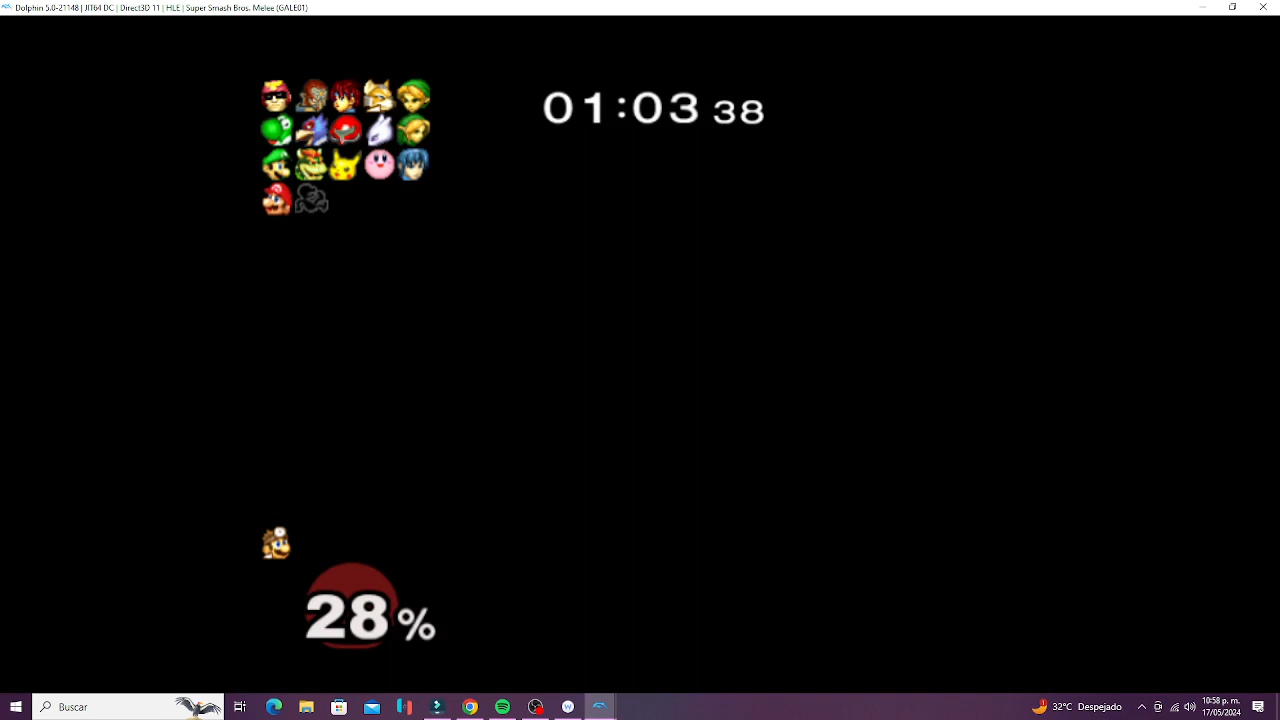 Dolphin 5.0-21148 | JIT64 DC | Direct3D 11 | HLE | Super Smash Bros. Melee (GALE01)
01:03 38
28%
Buscar
32°C Despejado
10:58 p. m.
17/05/2024